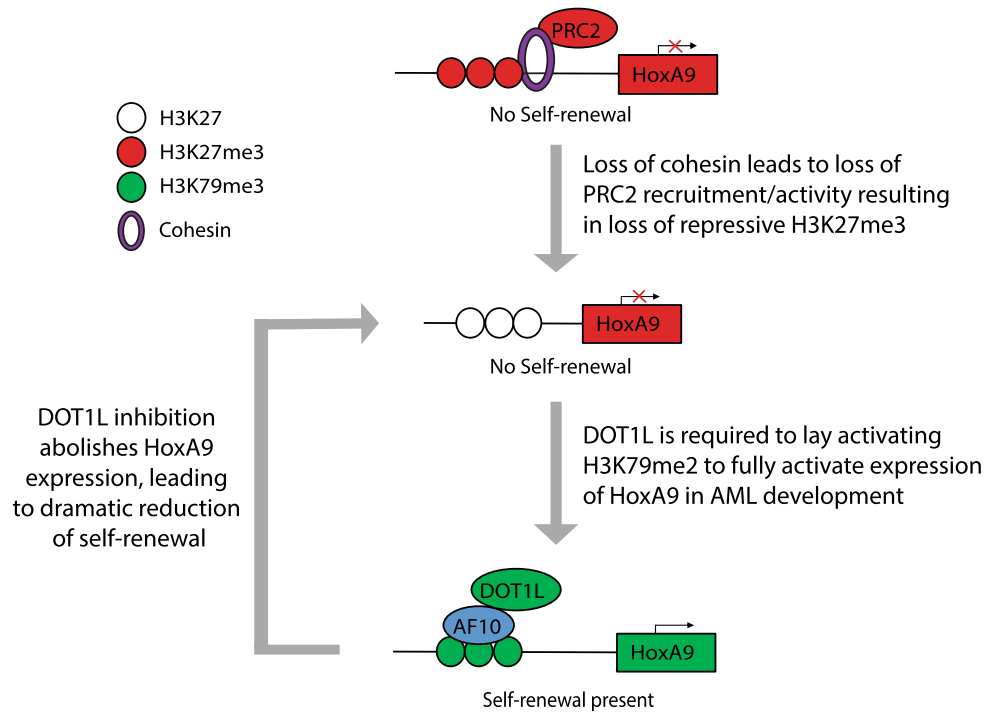 PRC2
HoxA9
No Self-renewal
H3K27
H3K27me3
H3K79me3
Cohesin
Loss of cohesin leads to loss of
PRC2 recruitment/activity resulting
in loss of repressive H3K27me3
HoxA9
No Self-renewal
DOT1L inhibition
abolishes HoxA9
expression, leading
to dramatic reduction
of self-renewal
DOT1L is required to lay activating
H3K79me2 to fully activate expression
of HoxA9 in AML development
DOT1L
AF10
HoxA9
Self-renewal present